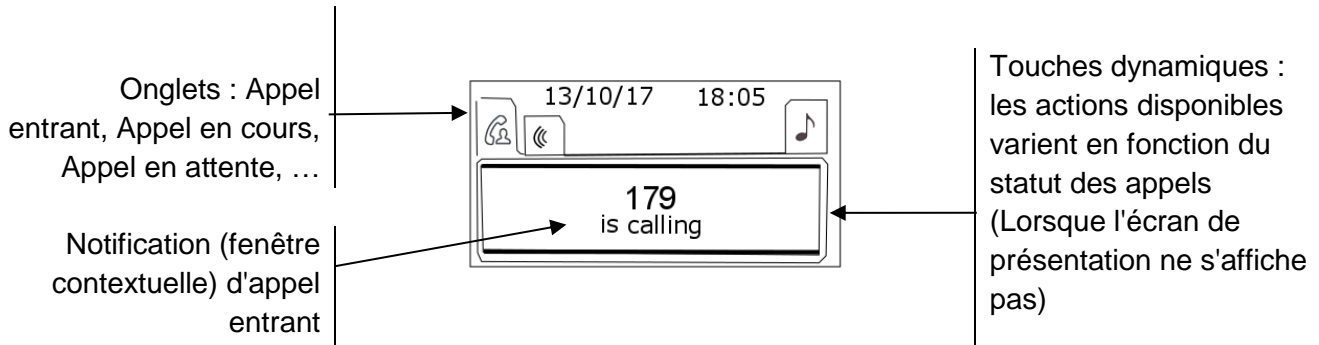 Onglets : Appel
entrant, Appel en cours,
Appel en attente, …
Notification (fenêtre
contextuelle) d'appel
entrant
13/10/17 18:05
179
is calling
Touches dynamiques :
les actions disponibles
varient en fonction du
statut des appels
(Lorsque l'écran de
présentation ne s'affiche
pas)